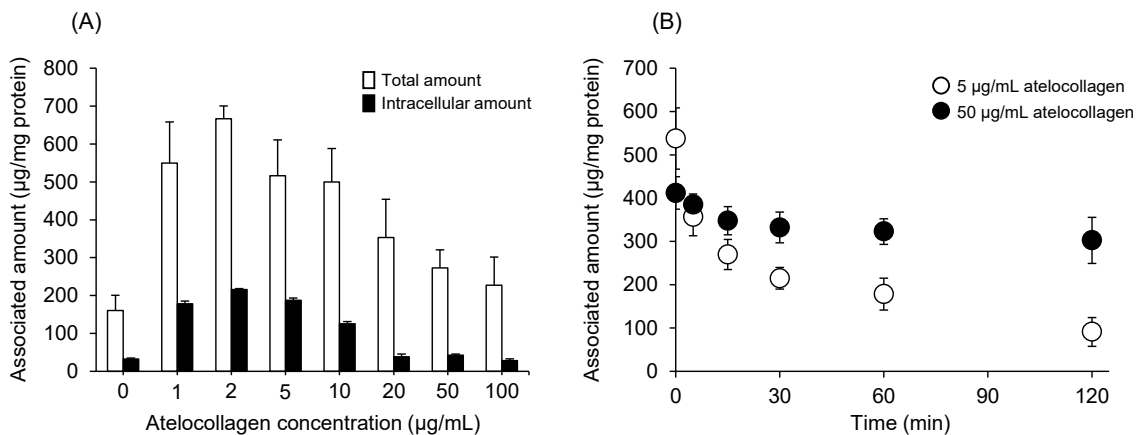 (A)
Associated amount (µg/mg protein)
800
700
600
500
400
300
200
100
0
Total amount
Intracellular amount
0 1 2 5 10 20 50 100
Atelocollagen concentration (µg/mL)
(B)
Associated amount (µg/mg protein)
700
600
500
400
300
200
100
0
5 µg/mL atelocollagen
50 µg/mL atelocollagen
0 30 60 90 120
Time (min)